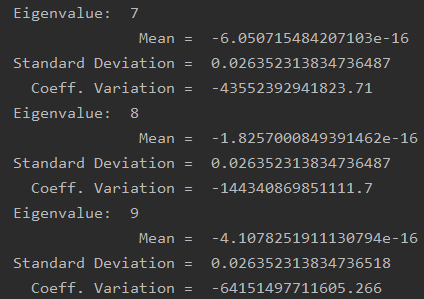 Eigenvalue:  7
Mean =  -6.050715484207103e-16
Standard Deviation =  0.026352313834736487
Coeff. Variation =  -43552392941823.71
Eigenvalue:  8
Mean =  -1.8257000849391462e-16
Standard Deviation =  0.026352313834736487
Coeff. Variation =  -144340869851111.7
Eigenvalue:  9
Mean =  -4.1078251911130794e-16
Standard Deviation =  0.026352313834736518
Coeff. Variation =  -64151497711605.266